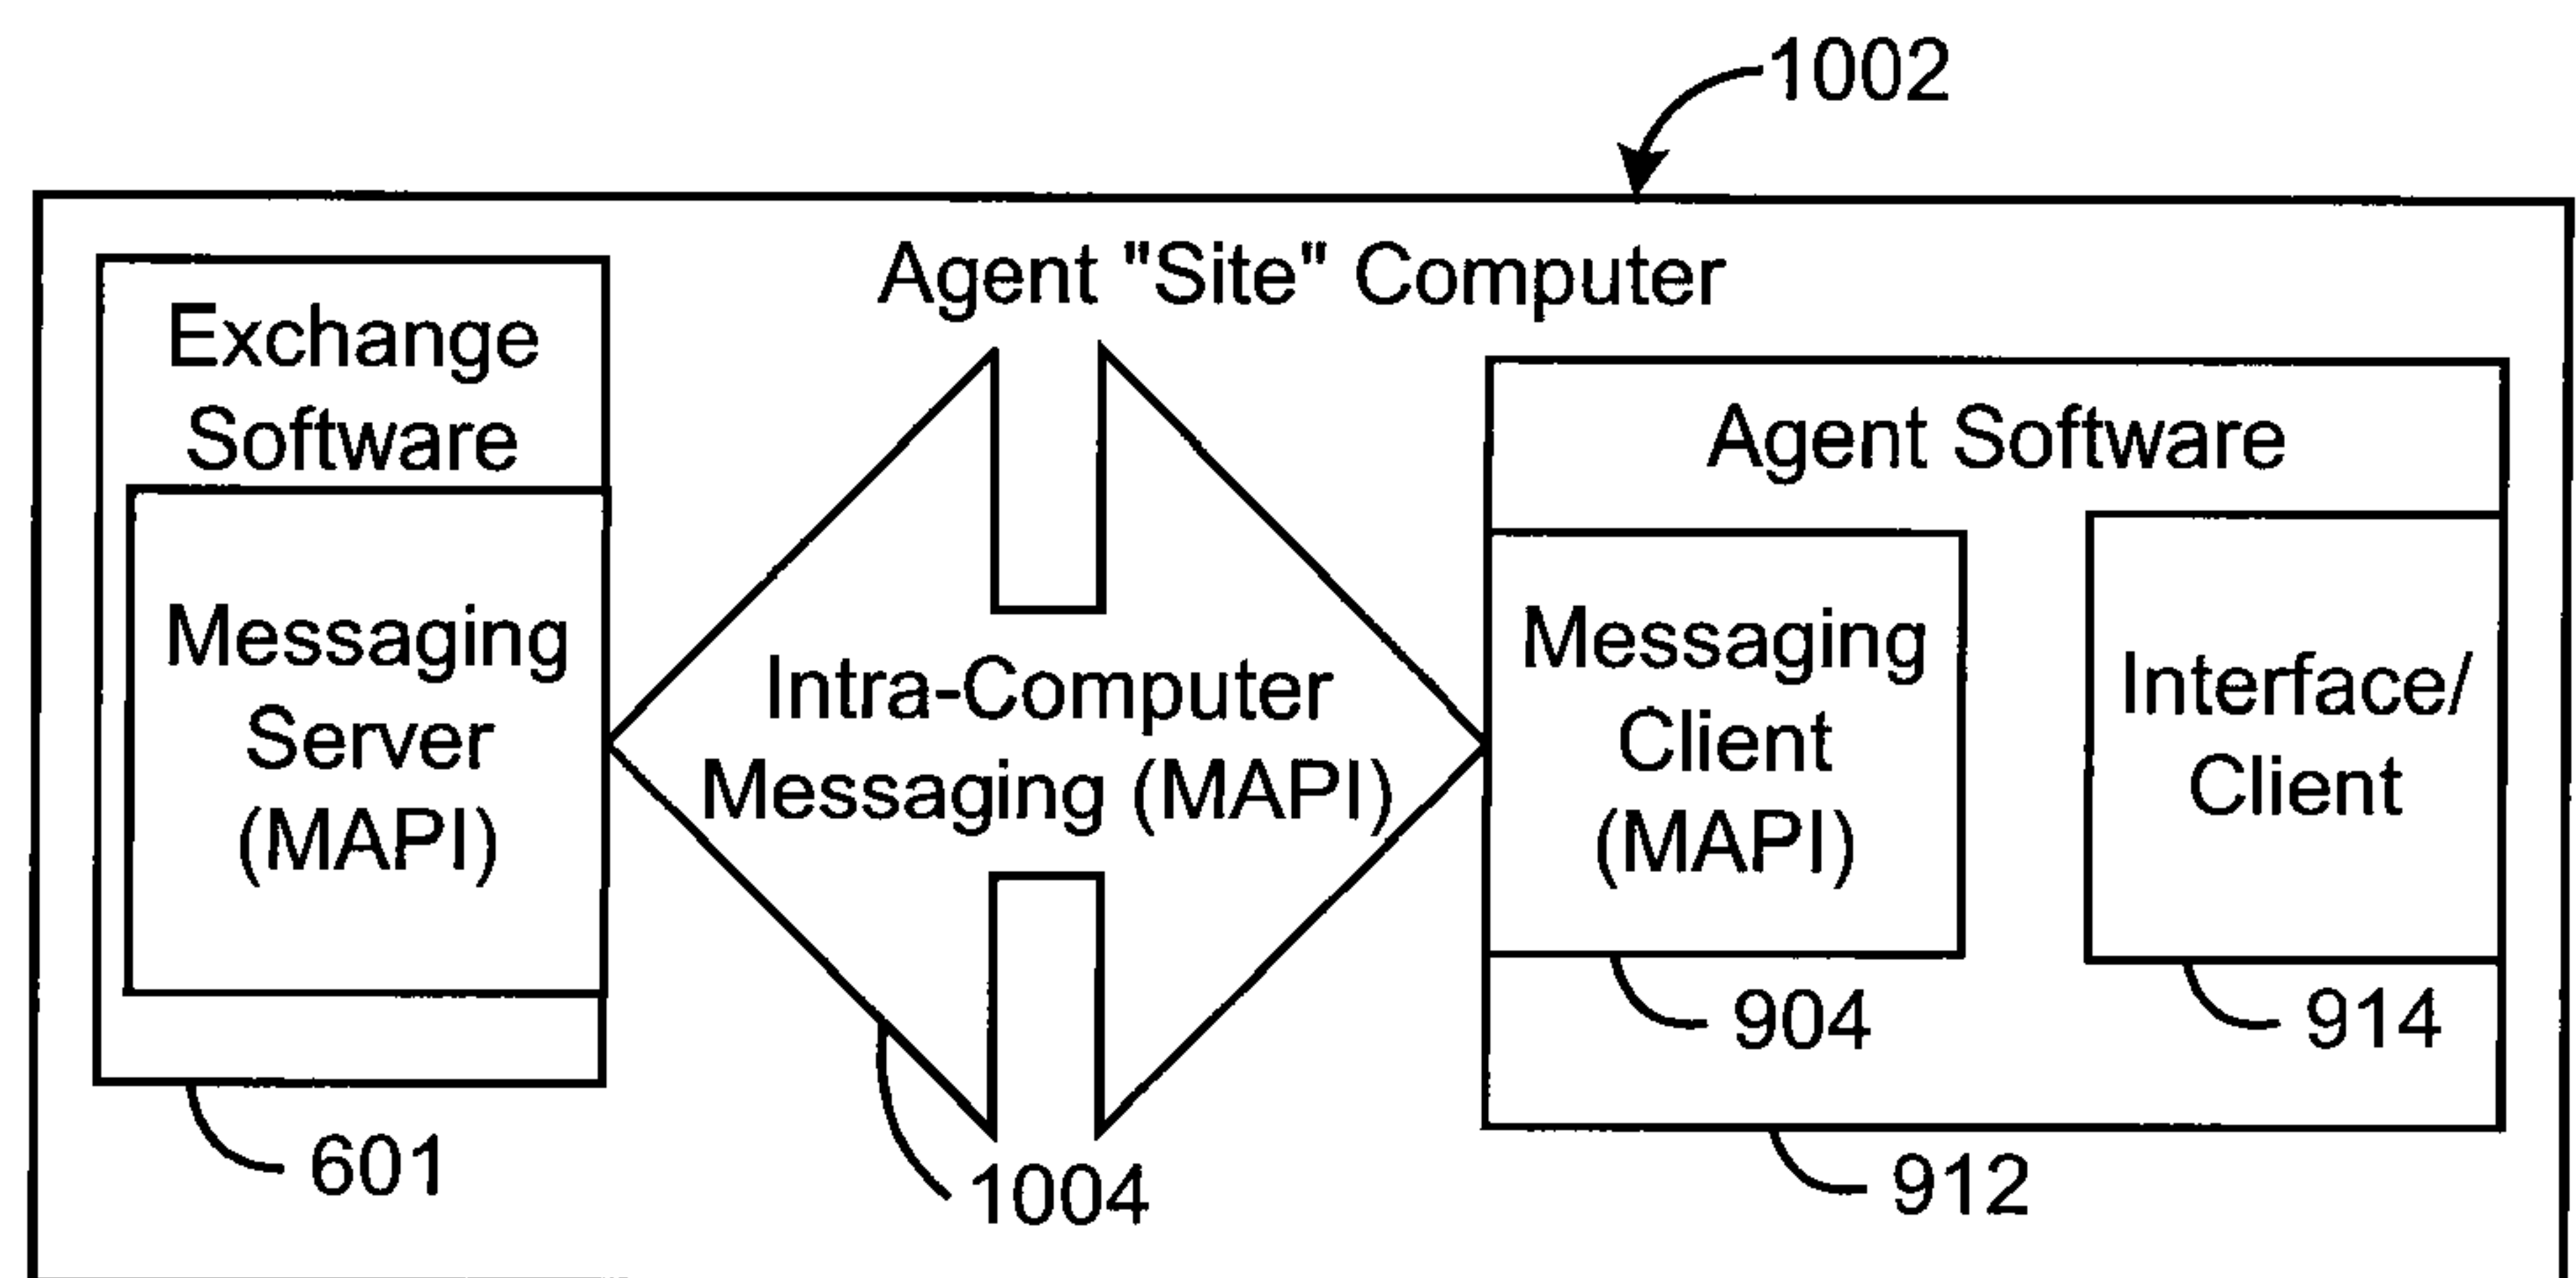 1002
Agent "Site" Computer
Exchange
Software
Messaging
Server
(MAPI)
601
Intra-Computer
Messaging (MAPI)
1004
Agent Software
Messaging
Client
(MAPI)
904
Interface/
Client
914
912